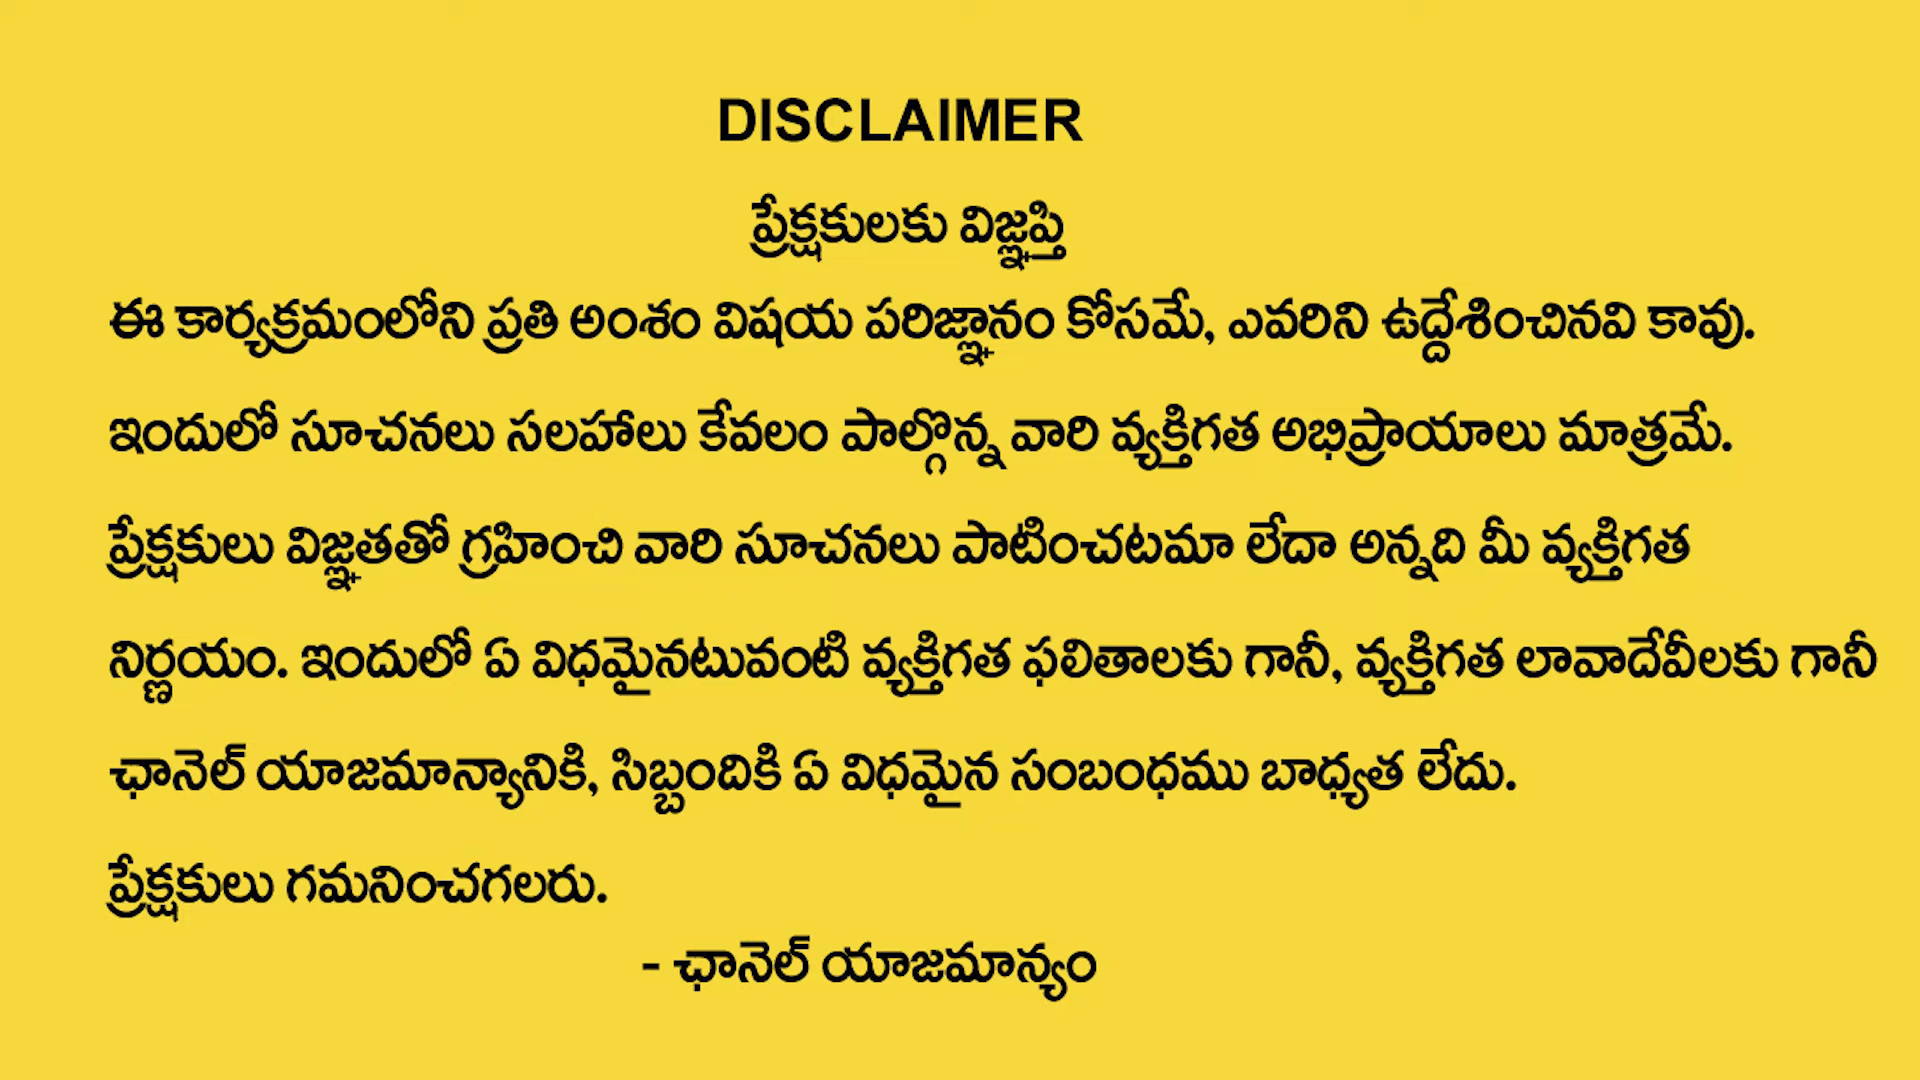 DISCLAIMER
ప్రేక్షకులకు విజ్ఞప్తి
ఈ కార్యక్రమంలోని ప్రతి అంశం విషయ పరిజ్ఞానం కోసమే, ఎవరిని ఉద్దేశించినవి కావు.
ఇందులో సూచనలు సలహాలు కేవలం పాల్గొన్న వారి వ్యక్తిగత అభిప్రాయాలు మాత్రమే.
ప్రేక్షకులు విజ్ఞతతో గ్రహించి వారి సూచనలు పాటించటమా లేదా అన్నది మీ వ్యక్తిగత
నిర్ణయం. ఇందులో ఏ విధమైనటువంటి వ్యక్తిగత ఫలితాలకు గానీ, వ్యక్తిగత లావాదేవీలకు గానీ
ఛానెల్ యాజమాన్యానికి, సిబ్బందికి ఏ విధమైన సంబంధము బాధ్యత లేదు.
ప్రేక్షకులు గమనించగలరు.
- ఛానెల్ యాజమాన్యం